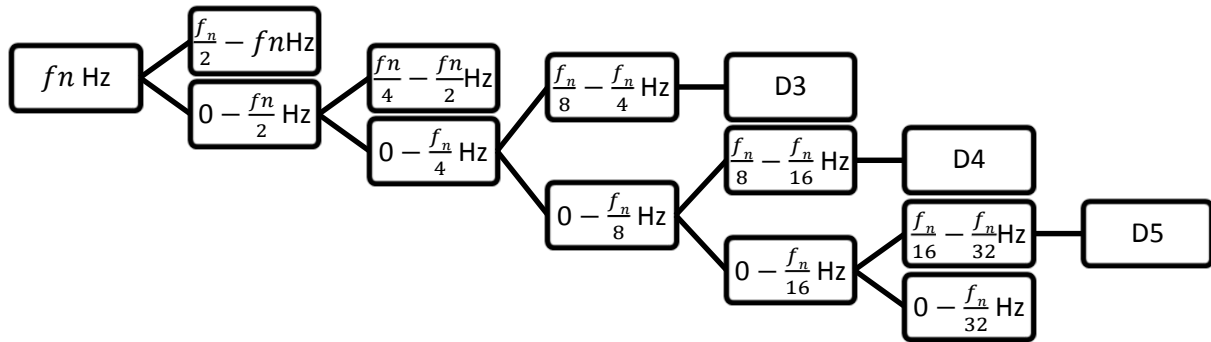 fn Hz
f_n/2 − fnHz
0 − fn/2 Hz
fn/4 − fn/2Hz
0 − f_n/4 Hz
f_n/8 − f_n/4 Hz
D3
0 − f_n/8 Hz
f_n/8 − f_n/16 Hz
D4
0 − f_n/16 Hz
f_n/16 − f_n/32Hz
D5
0 − f_n/32 Hz